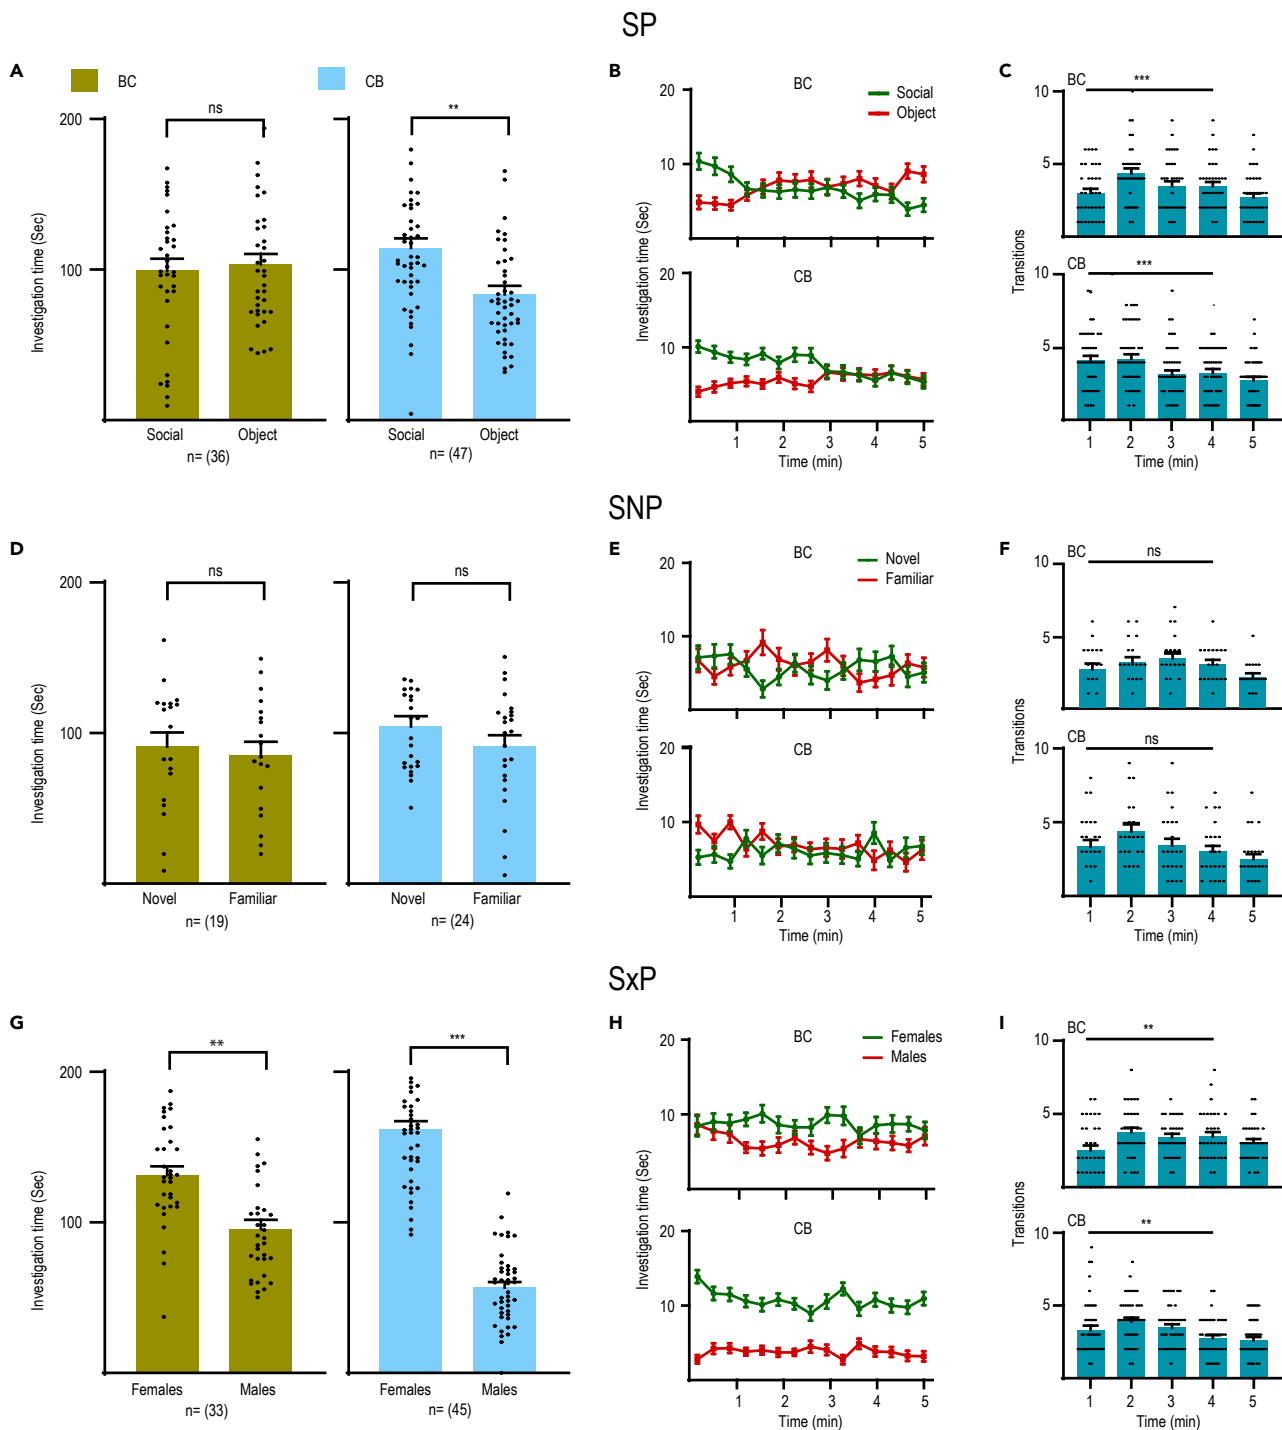 SP
A
BC
CB
B
BC
Social
Object
C
BC
***
ns
**
200
100
Investigation time (Sec)
Social
Object
n= (36)
Social
Object
n= (47)
20
10
CB
20
10
Investigation time (Sec)
1
2
3
4
5
Time (min)
10
5
CB
***
10
5
Transitions
1
2
3
4
5
Time (min)
SNP
D
ns
ns
200
100
Investigation time (Sec)
Novel
Familiar
n= (19)
Novel
Familiar
n= (24)
E
BC
Novel
Familiar
20
10
CB
20
10
Investigation time (Sec)
1
2
3
4
5
Time (min)
F
BC
ns
10
5
CB
ns
10
5
Transitions
1
2
3
4
5
Time (min)
SxP
G
**
***
200
100
Investigation time (Sec)
Females
Males
n= (33)
Females
Males
n= (45)
H
BC
Females
Males
20
10
CB
20
10
Investigation time (Sec)
1
2
3
4
5
Time (min)
I
BC
**
10
5
CB
**
10
5
Transitions
1
2
3
4
5
Time (min)